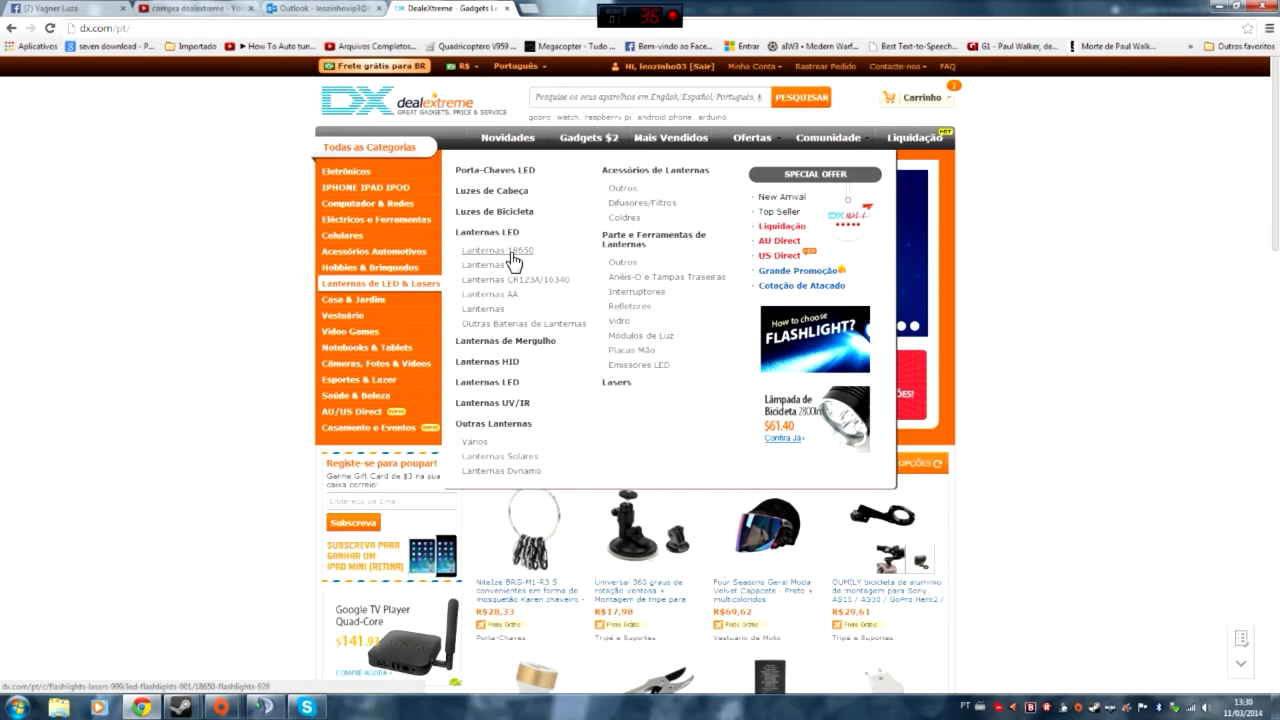 (2) Vagner Luza
compra dealextreme - Yo
Outlook - leozinhovip3@
DX DealeXtreme - Gadgets L
36
01
dx.com/pt/
Aplicativos
seven download - P...
Importado
How To Auto tun...
Arquivos Completos...
Quadricoptero V959 ...
Megacopter - Tudo ...
Bem-vindo ao Face...
Entrar
alW3 • Modern Warf...
Best Text-to-Speech...
G1 - Paul Walker, de...
Morte de Paul Walk...
»
Outros favoritos
Frete grátis para BR
R$
Português
Hi, leozinho03 [Sair]
Minha Conta
Rastrear Pedido
Contacte-nos
FAQ
DX dealextreme
GREAT GADGETS. PRICE & SERVICE
Pesquise os seus aparelhos em English/Español/Português,
PESQUISAR
Carrinho
1
gopro, watch, raspberry pi, android phone, arduino
Todas as Categorias
Novidades
Gadgets $2
Mais Vendidos
Ofertas
Comunidade
Liquidação
HOT
Eletrônicos
IPHONE IPAD IPOD
Computador & Redes
Eléctricos e Ferramentas
Celulares
Acessórios Automotivos
Hobbies & Brinquedos
Lanternas de LED & Lasers
Casa & Jardim
Vestuário
Video Games
Notebooks & Tablets
Câmeras, Fotos & Vídeos
Esportes & Lazer
Saúde & Beleza
AU/US Direct new
Casamento e Eventos new
Porta-Chaves LED
Luzes de Cabeça
Luzes de Bicicleta
Lanternas LED
Lanternas 18650
Lanternas
Lanternas CR123A/16340
Lanternas AA
Lanternas
Outras Baterias de Lanternas
Lanternas de Mergulho
Lanternas HID
Lanternas LED
Lanternas UV/IR
Outras Lanternas
Vários
Lanternas Solares
Lanternas Dynamo
Acessórios de Lanternas
Outros
Difusores/Filtros
Coldres
Parte e Ferramentas de
Lanternas
Outros
Anéis-O e Tampas Traseiras
Interruptores
Refletores
Vidro
Módulos de Luz
Placas Mão
Emissores LED
Lasers
SPECIAL OFFER
New Arrival
Top Seller
Liquidação
AU Direct
US Direct HOT
Grande Promoção
Cotação de Atacado
How to choose
FLASHLIGHT?
Lâmpada de
Bicicleta 2800lm
$61.40
Confira Já›
ÕES!
OPÇÕES
Registe-se para poupar!
Ganhe Gift Card de $3 na sua
caixa correio!
Endereço de Email
Subscreva
SUBSCREVA PARA
GANHAR UM
IPAD MINI (RETINA)
Google TV Player
Quad-Core
$141.93
COMPRE AGORA ›
NiteIze BRG-M1-R3 S
convenientes em forma de
mosquetão Karen chaveiro -
R$28,33
Frete Grátis
Porta-Chaves
Universal 360 graus de
rotação Ventosa +
Montagem de tripé para
R$17,98
Frete Grátis
Tripé e Suportes
Four Seasons Geral Moda
Velvet Capacete - Preto +
multicoloridos
R$69,62
Frete Grátis
Vestuário de Moto
OUMILY bicicleta de alumínio
de montagem para Sony
AS15 / AS30 / GoPro Hero2 /
R$29,61
Frete Grátis
Tripé e Suportes
dx.com/pt/c/flashlights-lasers-999/led-flashlights-901/18650-flashlights-929
PT
13:30
11/03/2014